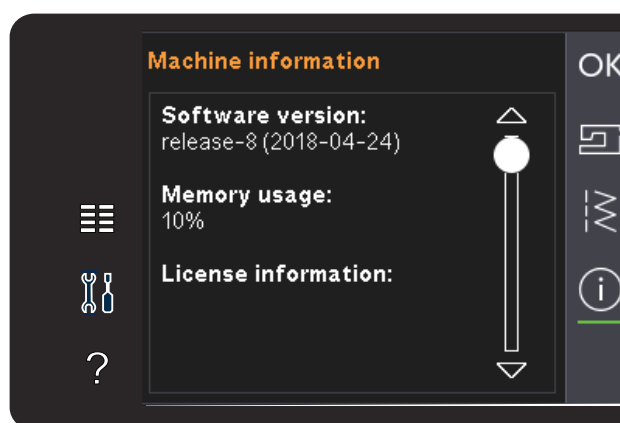 Machine information
OK
Software version:
release-8 (2018-04-24)
Memory usage:
10%
License information:
?